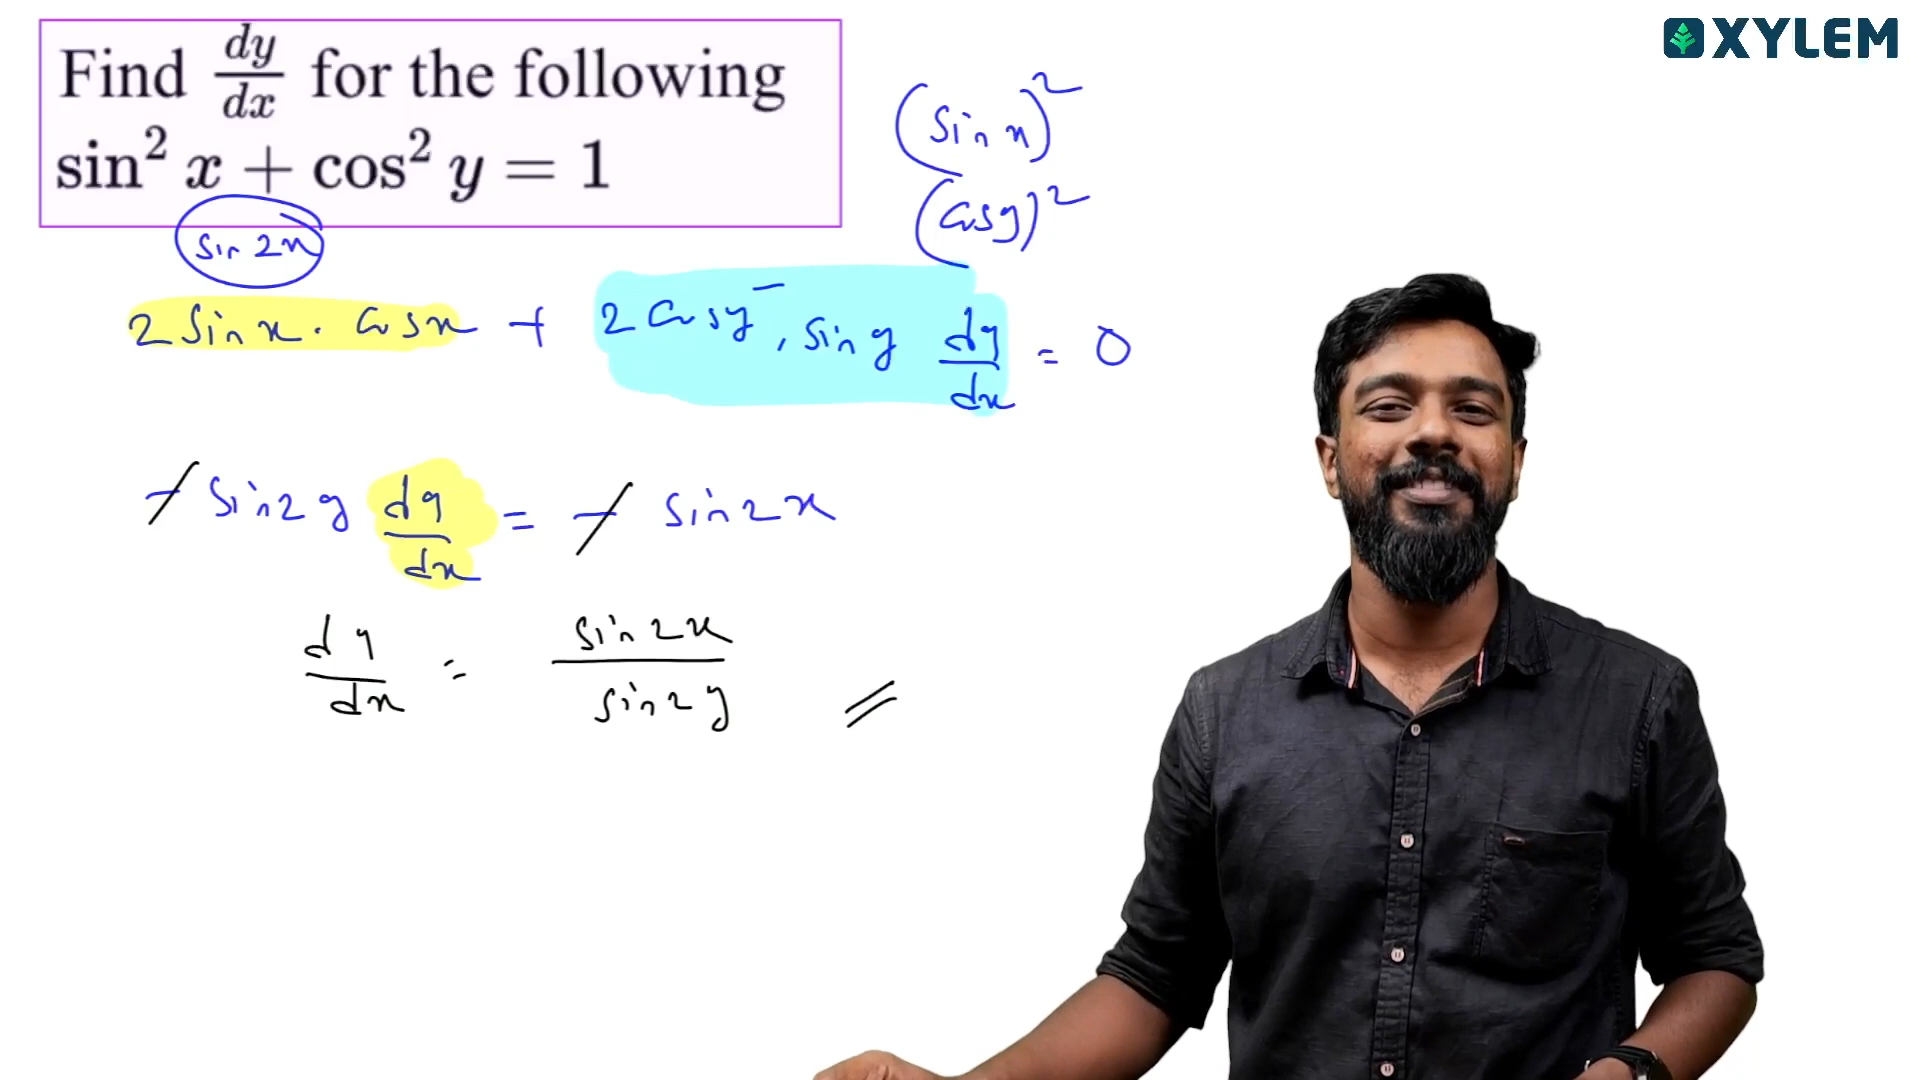 XYLEM
Find dy/dx for the following
sin² x + cos² y = 1
(sin x)²
(cos y)²
sin 2x
2 sin x · cos x + 2 cos y · − sin y dy/dx = 0
− sin 2y dy/dx = − sin 2x
dy/dx = sin 2x / sin 2y